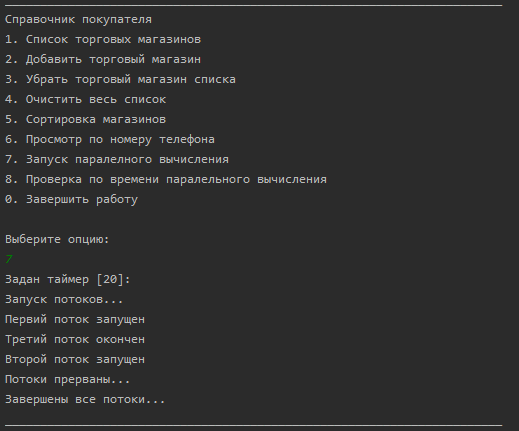 Справочник покупателя
1. Список торговых магазинов
2. Добавить торговый магазин
3. Убрать торговый магазин списка
4. Очистить весь список
5. Сортировка магазинов
6. Просмотр по номеру телефона
7. Запуск паралелного вычисления
8. Проверка по времени паралельного вычисления
0. Завершить работу
Выберите опцию:
7
Задан таймер [20]:
Запуск потоков...
Первий поток запущен
Третий поток окончен
Второй поток запущен
Потоки прерваны...
Завершены все потоки...